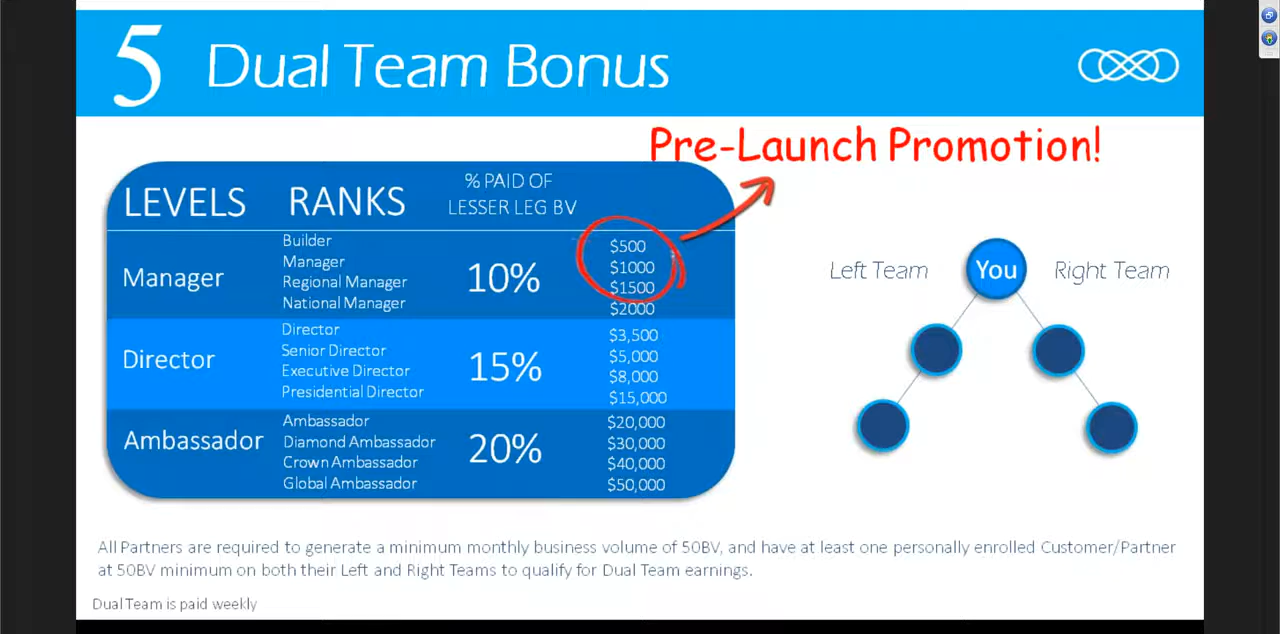 5 Dual Team Bonus
Pre-Launch Promotion!
LEVELS RANKS % PAID OF
LESSER LEG BV
Manager
Builder
Manager
Regional Manager
National Manager
10%
$500
$1000
$1500
$2000
Director
Director
Senior Director
Executive Director
Presidential Director
15%
$3,500
$5,000
$8,000
$15,000
Ambassador
Ambassador
Diamond Ambassador
Crown Ambassador
Global Ambassador
20%
$20,000
$30,000
$40,000
$50,000
Left Team You Right Team
All Partners are required to generate a minimum monthly business volume of 50BV, and have at least one personally enrolled Customer/Partner
at 50BV minimum on both their Left and Right Teams to qualify for Dual Team earnings.
Dual Team is paid weekly